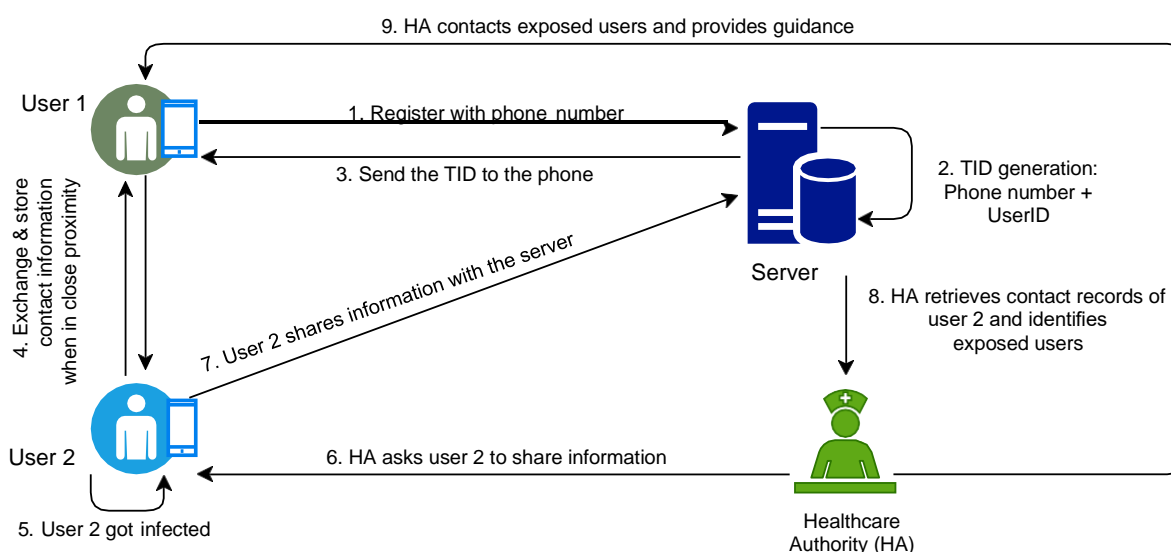 9. HA contacts exposed users and provides guidance
User 1
1. Register with phone number
3. Send the TID to the phone
2. TID generation:
Phone number +
UserID
Server
4. Exchange & store
contact information
when in close proximity
7. User 2 shares information with the server
8. HA retrieves contact records of
user 2 and identifies
exposed users
User 2
6. HA asks user 2 to share information
5. User 2 got infected
Healthcare
Authority (HA)